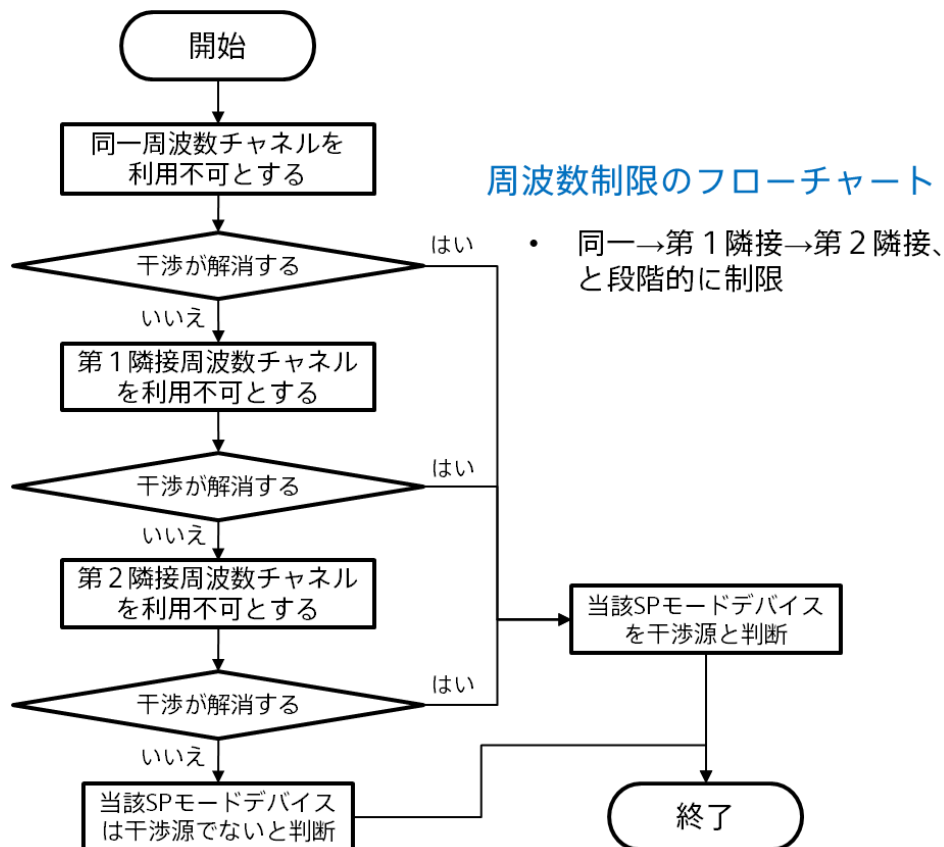 開始
同一周波数チャネルを
利用不可とする
周波数制限のフローチャート
• 同一→第１隣接→第２隣接、
と段階的に制限
干渉が解消する
はい
いいえ
第１隣接周波数チャネル
を利用不可とする
干渉が解消する
はい
いいえ
第２隣接周波数チャネル
を利用不可とする
当該SPモードデバイス
を干渉源と判断
干渉が解消する
はい
いいえ
当該SPモードデバイス
は干渉源でないと判断
終了